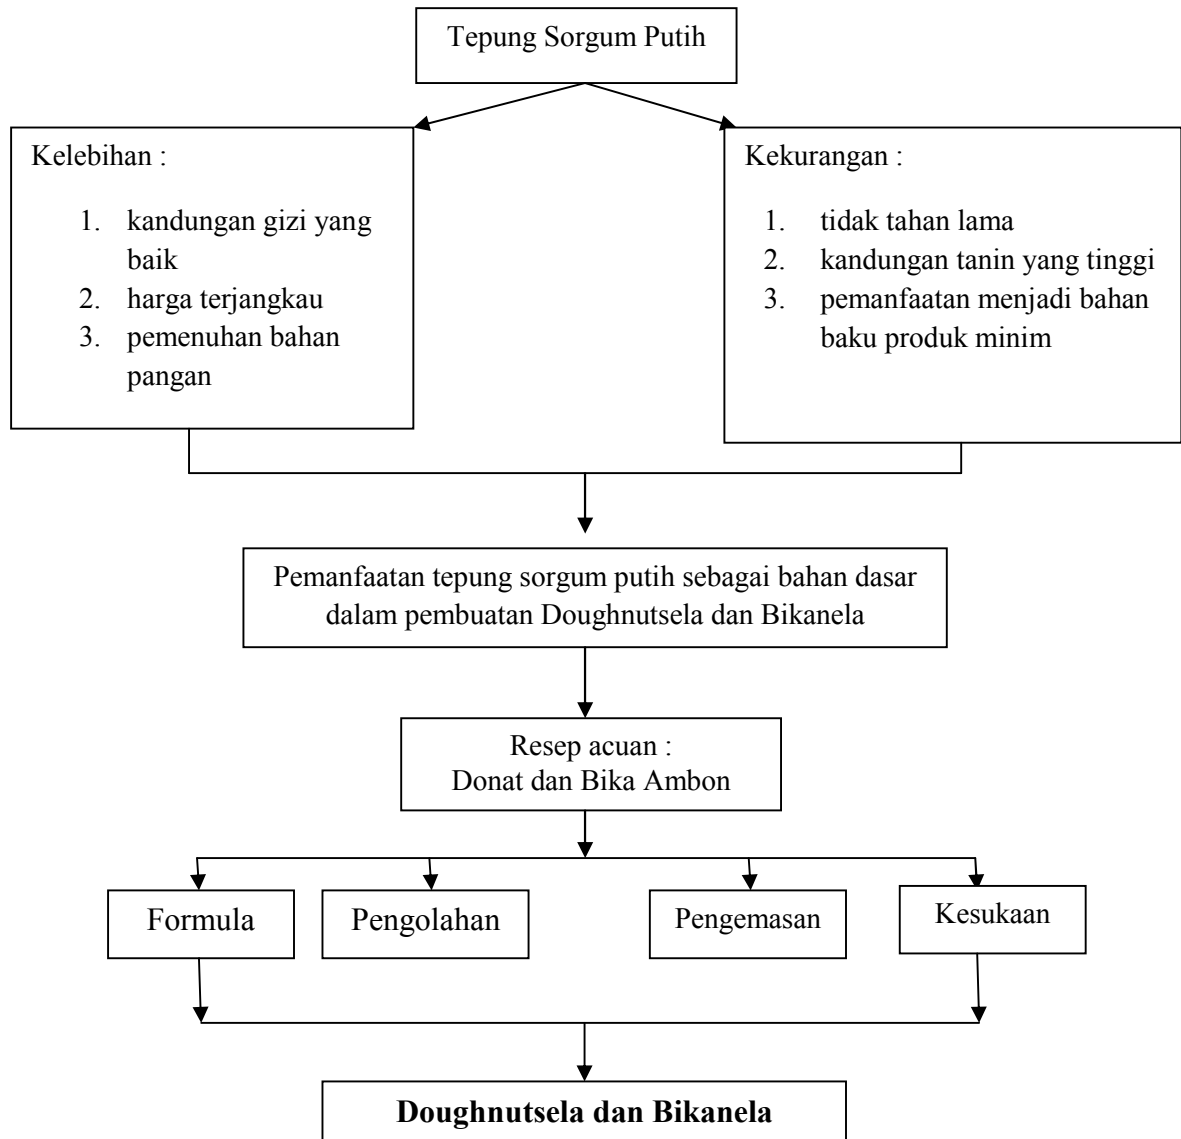 Tepung Sorgum Putih
Kelebihan :
1. kandungan gizi yang
baik
2. harga terjangkau
3. pemenuhan bahan
pangan
Kekurangan :
1. tidak tahan lama
2. kandungan tanin yang tinggi
3. pemanfaatan menjadi bahan
baku produk minim
Pemanfaatan tepung sorgum putih sebagai bahan dasar
dalam pembuatan Doughnutsela dan Bikanela
Resep acuan :
Donat dan Bika Ambon
Formula
Pengolahan
Pengemasan
Kesukaan
Doughnutsela dan Bikanela